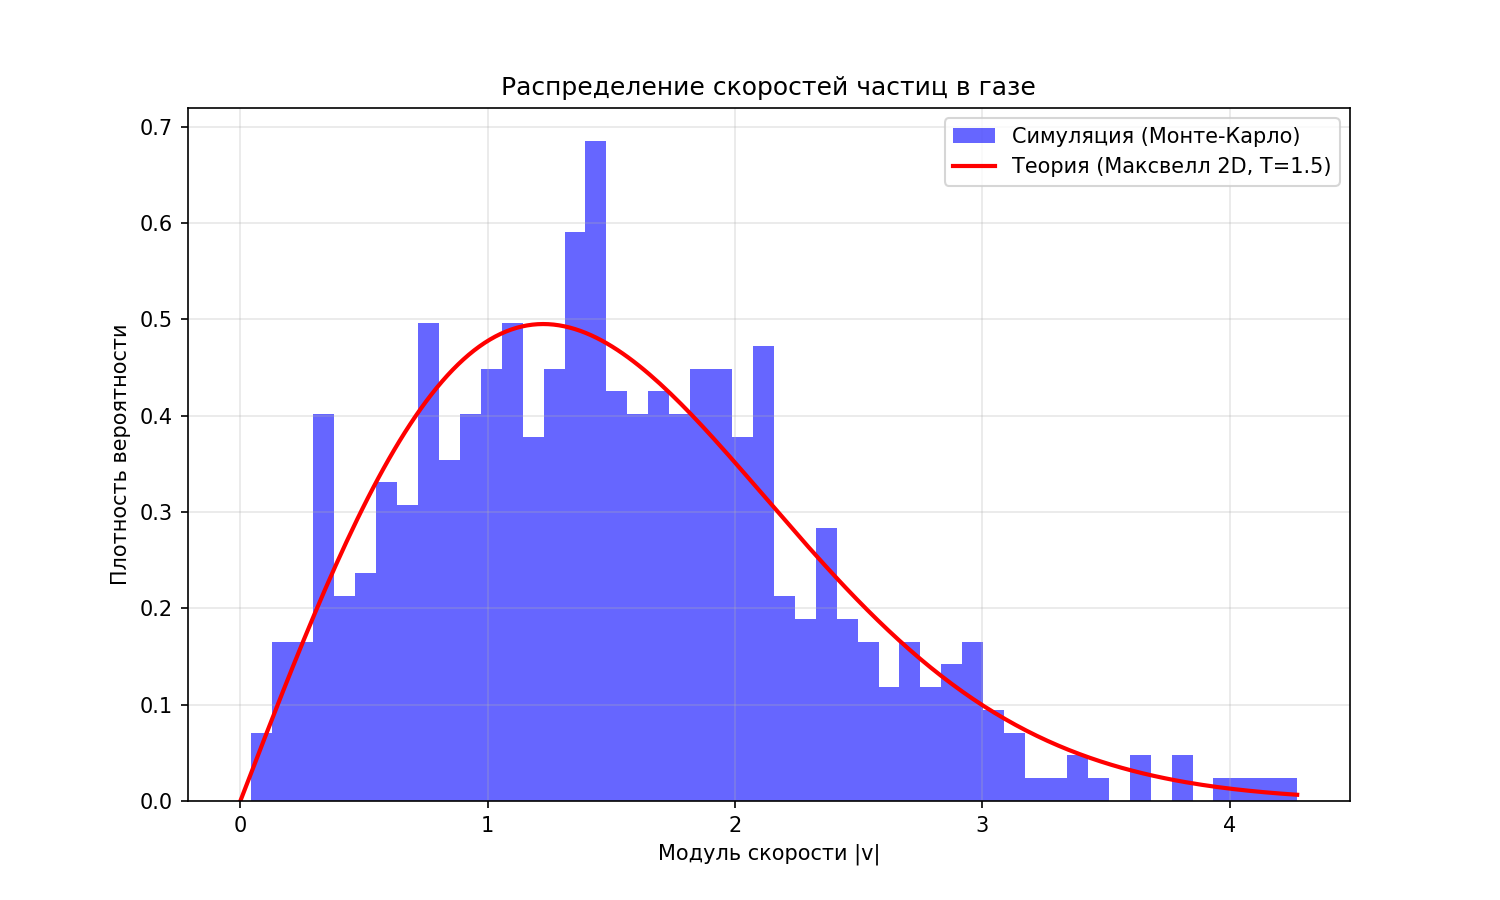 Распределение скоростей частиц в газе
Симуляция (Монте-Карло)
Теория (Максвелл 2D, T=1.5)
Плотность вероятности
0.7
0.6
0.5
0.4
0.3
0.2
0.1
0.0
0 1 2 3 4
Модуль скорости |v|